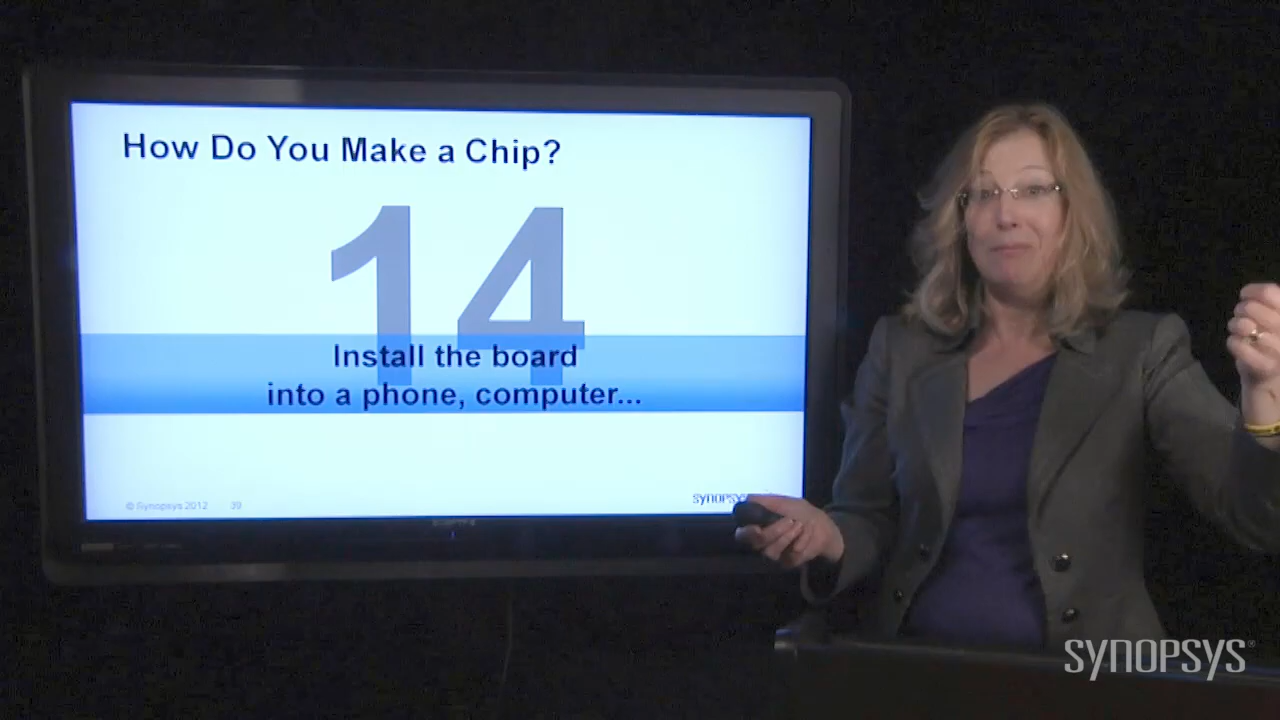 How Do You Make a Chip?
14
Install the board
into a phone, computer...
© Synopsys 2012 39
SYNOPSYS